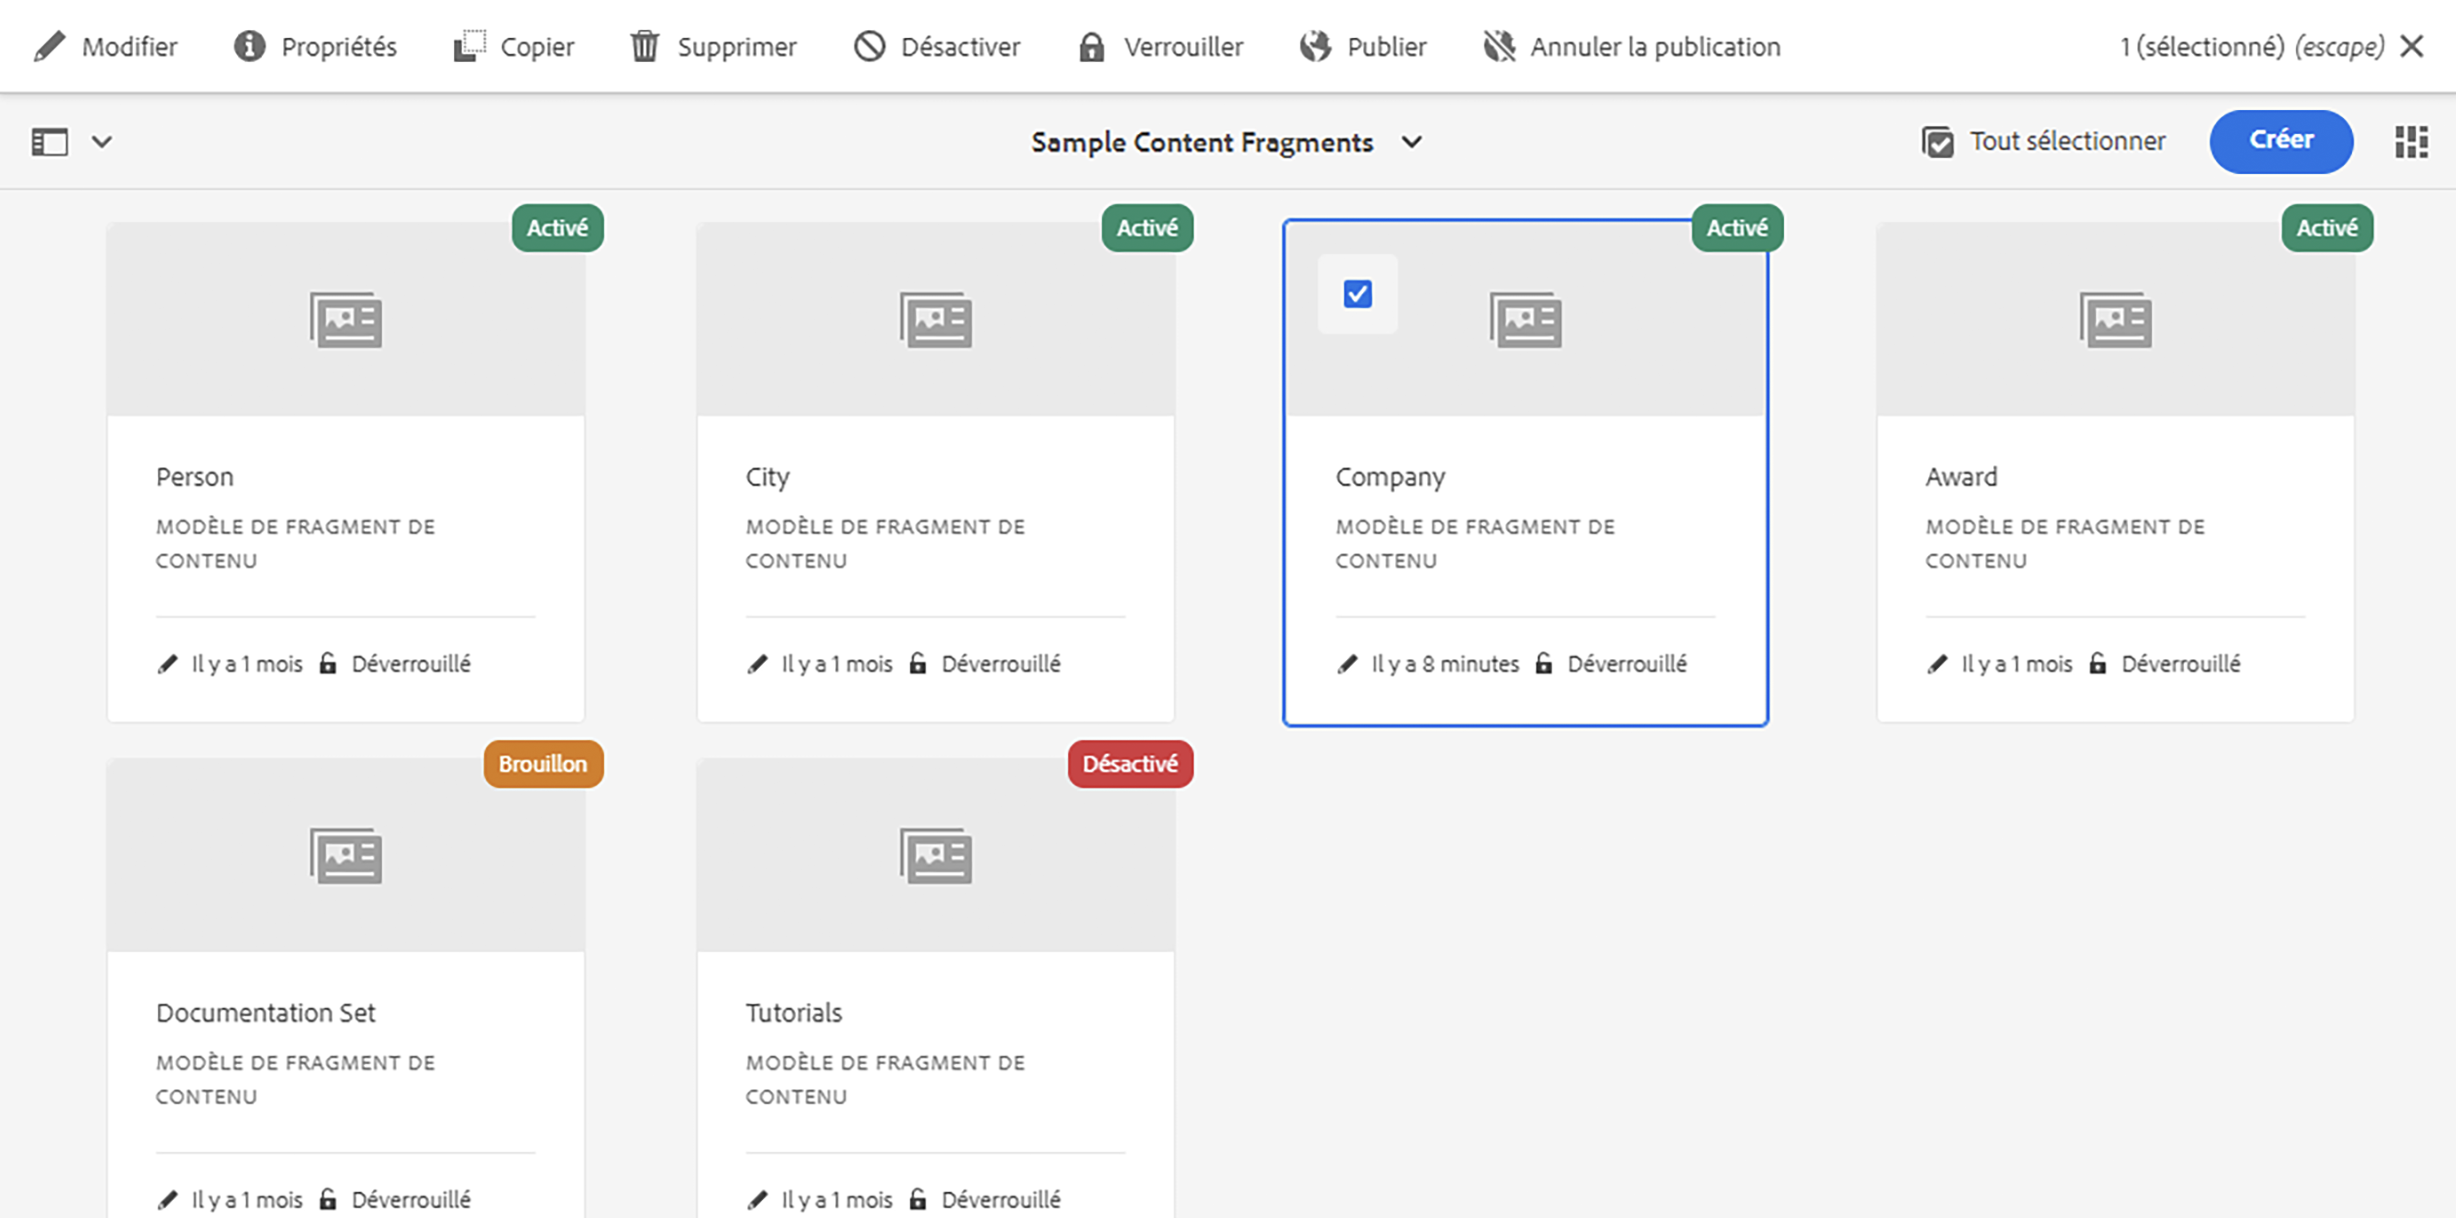 Modifier Propriétés Copier Supprimer Désactiver Verrouiller Publier Annuler la publication 1 (sélectionné) (escape)
Sample Content Fragments Tout sélectionner Créer
Activé Activé Activé Activé
Person
MODÈLE DE FRAGMENT DE
CONTENU
Il y a 1 mois Déverrouillé
City
MODÈLE DE FRAGMENT DE
CONTENU
Il y a 1 mois Déverrouillé
Company
MODÈLE DE FRAGMENT DE
CONTENU
Il y a 8 minutes Déverrouillé
Award
MODÈLE DE FRAGMENT DE
CONTENU
Il y a 1 mois Déverrouillé
Brouillon Désactivé
Documentation Set
MODÈLE DE FRAGMENT DE
CONTENU
Il y a 1 mois Déverrouillé
Tutorials
MODÈLE DE FRAGMENT DE
CONTENU
Il y a 1 mois Déverrouillé